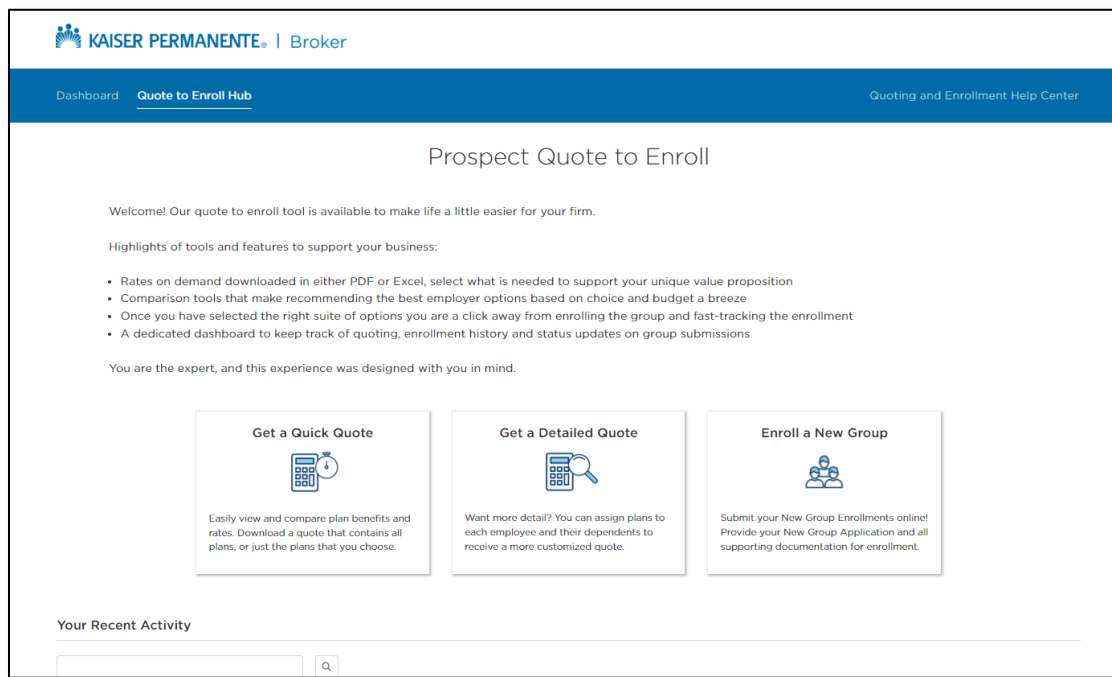 KAISER PERMANENTE® | Broker
Dashboard Quote to Enroll Hub Quoting and Enrollment Help Center
Prospect Quote to Enroll
Welcome! Our quote to enroll tool is available to make life a little easier for your firm.
Highlights of tools and features to support your business:
• Rates on demand downloaded in either PDF or Excel, select what is needed to support your unique value proposition
• Comparison tools that make recommending the best employer options based on choice and budget a breeze
• Once you have selected the right suite of options you are a click away from enrolling the group and fast-tracking the enrollment
• A dedicated dashboard to keep track of quoting, enrollment history and status updates on group submissions
You are the expert, and this experience was designed with you in mind.
Get a Quick Quote
Easily view and compare plan benefits and
rates. Download a quote that contains all
plans, or just the plans that you choose.
Get a Detailed Quote
Want more detail? You can assign plans to
each employee and their dependents to
receive a more customized quote.
Enroll a New Group
Submit your New Group Enrollments online!
Provide your New Group Application and all
supporting documentation for enrollment.
Your Recent Activity